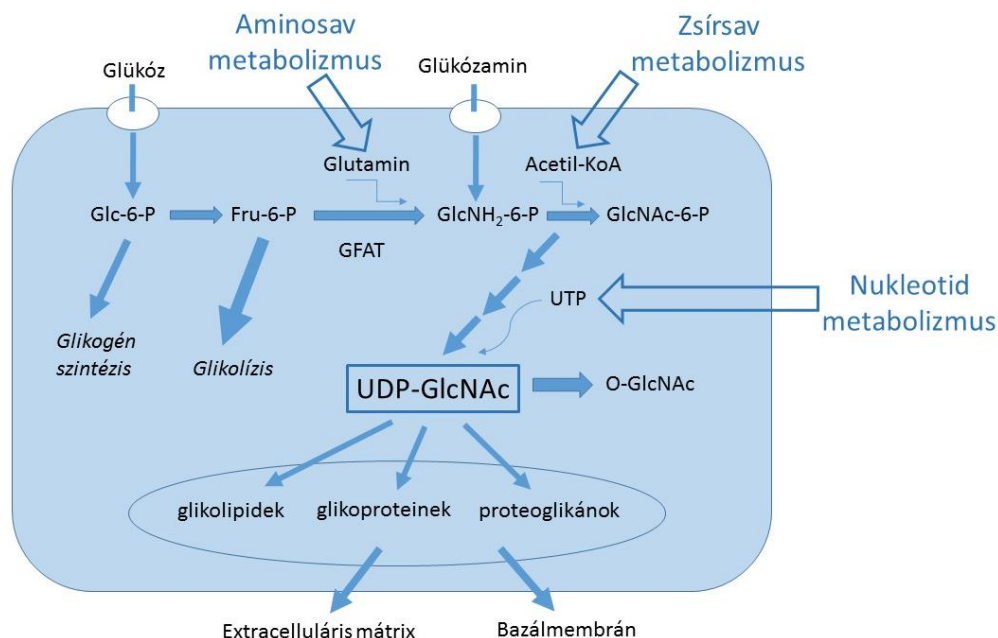 Aminosav
metabolizmus
Zsírsav
metabolizmus
Glükóz
Glükózamin
Glutamin
Acetil-KoA
Glc-6-P
Fru-6-P
GlcNH₂-6-P
GlcNAc-6-P
GFAT
UTP
Nukleotid
metabolizmus
Glikogén
szintézis
Glikolízis
UDP-GlcNAc
O-GlcNAc
glikolipidek
glikoproteinek
proteoglikánok
Extracelluláris mátrix
Bazálmembrán